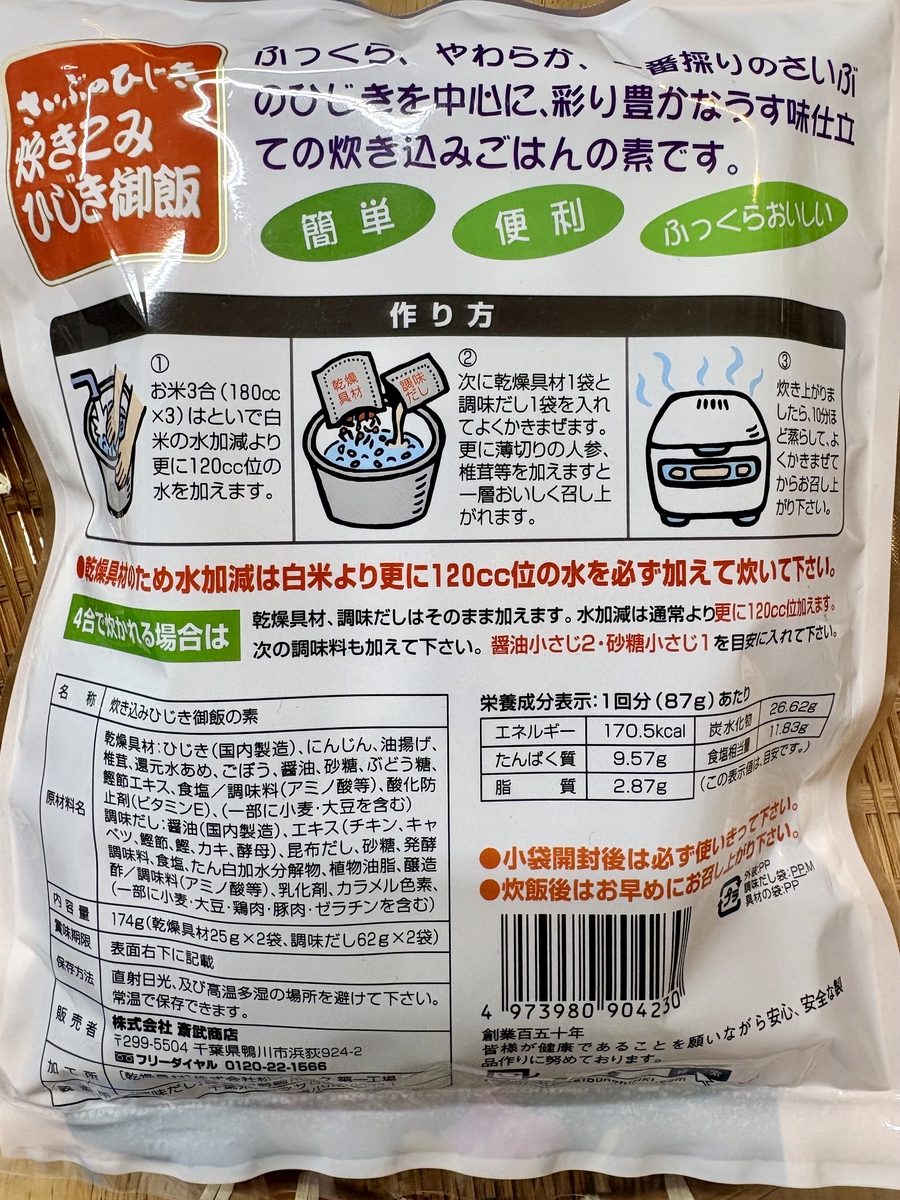 さいぶのひじき
炊きこみ
ひじき御飯
ふっくら、やわらか、一番採りのさいぶ
のひじきを中心に、彩り豊かなうす味仕立
ての炊き込みごはんの素です。
簡単
便利
ふっくらおいしい
作り方
①
お米3合(180cc
×3)はといで白
米の水加減より
更に120cc位の
水を加えます。
乾燥
具材
調味
だし
②
次に乾燥具材1袋と
調味だし1袋を入れ
てよくかきまぜます。
更に薄切りの人参、
椎茸等を加えますと
一層おいしく召し上
がれます。
③
炊き上がりま
したら、10分ほ
ど蒸らして、よ
くかきまぜて
からお召し上
がり下さい。
●乾燥具材のため水加減は白米より更に120cc位の水を必ず加えて炊いて下さい。
4合で炊かれる場合は
乾燥具材、調味だしはそのまま加えます。水加減は通常より更に120cc位加えます。
次の調味料も加えて下さい。醤油小さじ2・砂糖小さじ1を目安に入れて下さい。
名称 炊き込みひじき御飯の素
原材料名
乾燥具材:ひじき(国内製造)、にんじん、油揚げ、
椎茸、還元水あめ、ごぼう、醤油、砂糖、ぶどう糖、
鰹節エキス、食塩/調味料(アミノ酸等)、酸化防
止剤(ビタミンE)、(一部に小麦・大豆を含む)
調味だし:醤油(国内製造)、エキス(チキン、キャ
ベツ、鰹節、鰹、カキ、酵母)、昆布だし、砂糖、発酵
調味料、食塩、たん白加水分解物、植物油脂、醸造
酢/調味料(アミノ酸等)、乳化剤、カラメル色素、
(一部に小麦・大豆・鶏肉・豚肉・ゼラチンを含む)
内容量 174g(乾燥具材25g×2袋、調味だし62g×2袋)
賞味期限 表面右下に記載
保存方法 直射日光、及び高温多湿の場所を避けて下さい。
常温で保存できます。
販売者 株式会社 斎武商店
〒299-5504 千葉県鴨川市浜荻924-2
フリーダイヤル 0120-22-1566
加工所
栄養成分表示:1回分(87g)あたり
エネルギー 170.5kcal 炭水化物 26.62g
たんぱく質 9.57g 食塩相当量 11.83g
脂質 2.87g (この表示値は、目安です。)
●小袋開封後は必ず使いきって下さい。
●炊飯後はお早めにお召し上がり下さい。
プラ
外装:PP
調味だし袋:PP,M
具材の袋:PP
4 973980 904230
創業百五十年
皆様が健康であることを願いながら安心、安全な製
品作りに努めております。